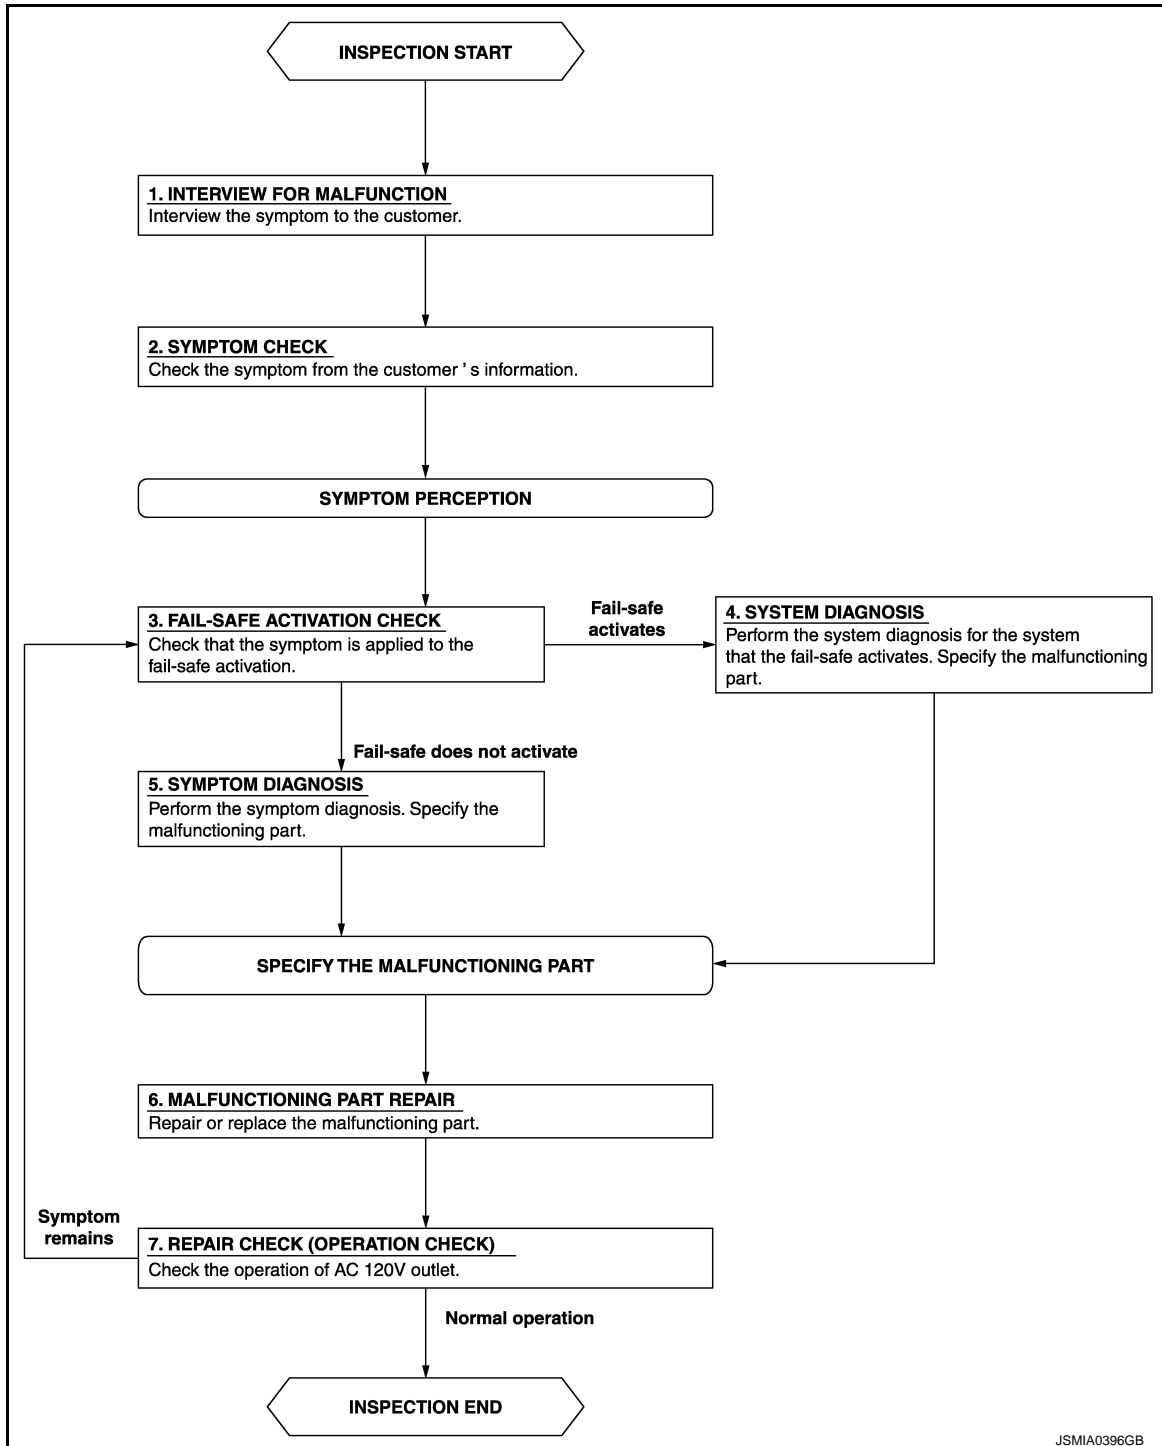 INSPECTION START
1. INTERVIEW FOR MALFUNCTION
Interview the symptom to the customer.
2. SYMPTOM CHECK
Check the symptom from the customer ’ s information.
SYMPTOM PERCEPTION
3. FAIL-SAFE ACTIVATION CHECK
Check that the symptom is applied to the
fail-safe activation.
Fail-safe
activates
4. SYSTEM DIAGNOSIS
Perform the system diagnosis for the system
that the fail-safe activates. Specify the malfunctioning
part.
Fail-safe does not activate
5. SYMPTOM DIAGNOSIS
Perform the symptom diagnosis. Specify the
malfunctioning part.
SPECIFY THE MALFUNCTIONING PART
6. MALFUNCTIONING PART REPAIR
Repair or replace the malfunctioning part.
Symptom
remains
7. REPAIR CHECK (OPERATION CHECK)
Check the operation of AC 120V outlet.
Normal operation
INSPECTION END
JSMIA0396GB